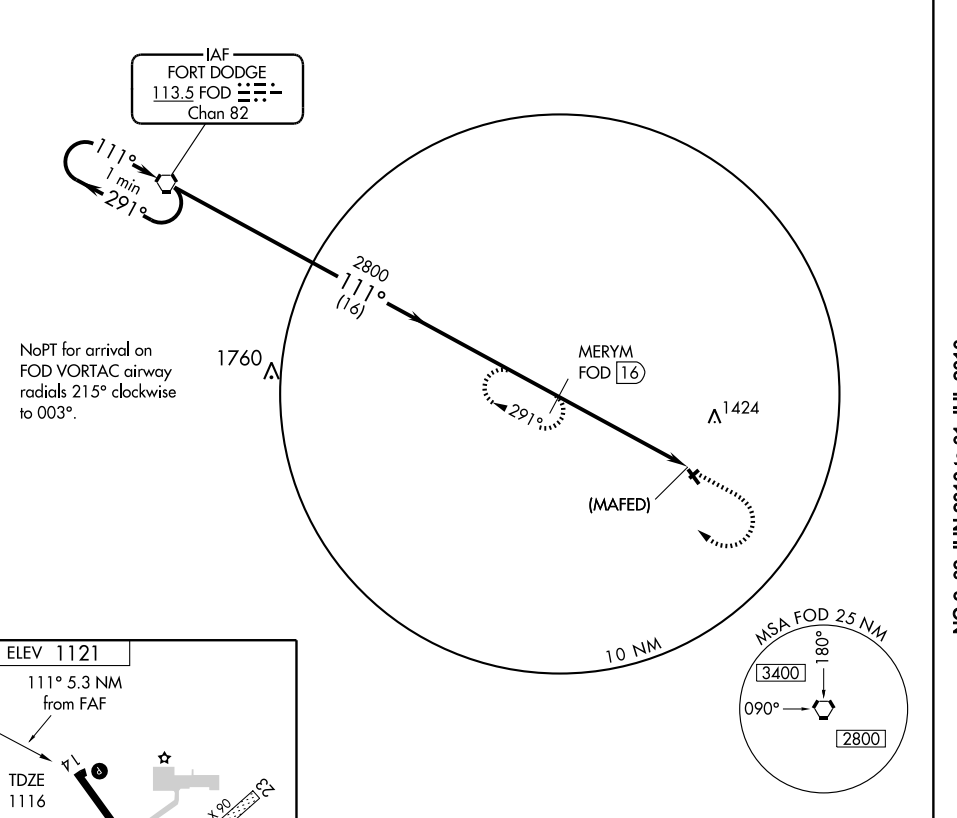 IAF
FORT DODGE
113.5 FOD
Chan 82
111°
1 min
291°
2800
111°
(16)
NoPT for arrival on
FOD VORTAC airway
radials 215° clockwise
to 003°.
1760
MERYM
FOD 16
291°
1424
(MAFED)
10 NM
MSA FOD 25 NM
180°
3400
090°
2800
ELEV 1121
111° 5.3 NM
from FAF
14
P
TDZE
1116
X 90
23